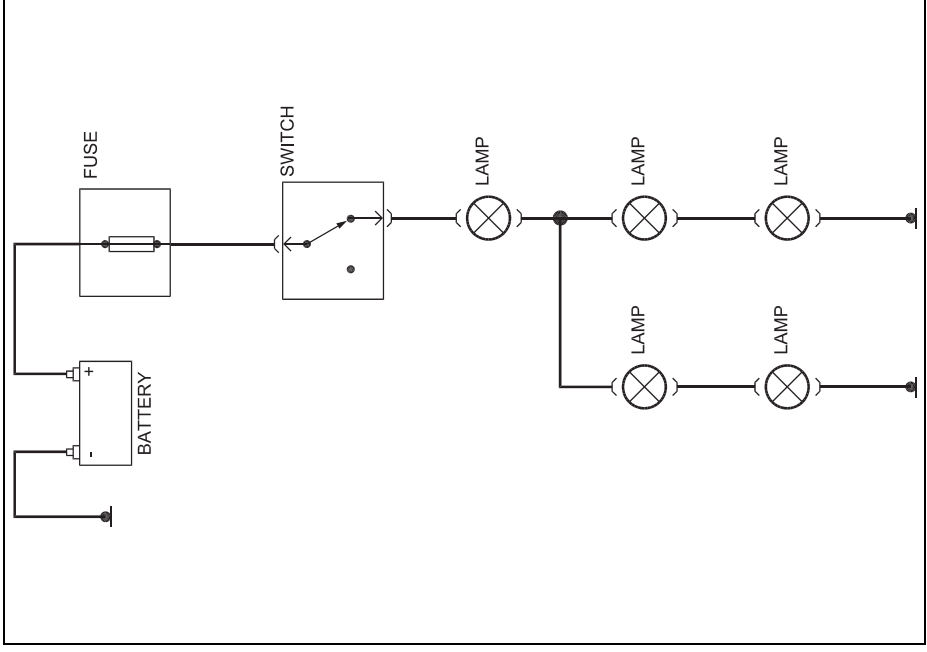 FUSE
SWITCH
LAMP
LAMP
LAMP
LAMP
LAMP
+
-
BATTERY